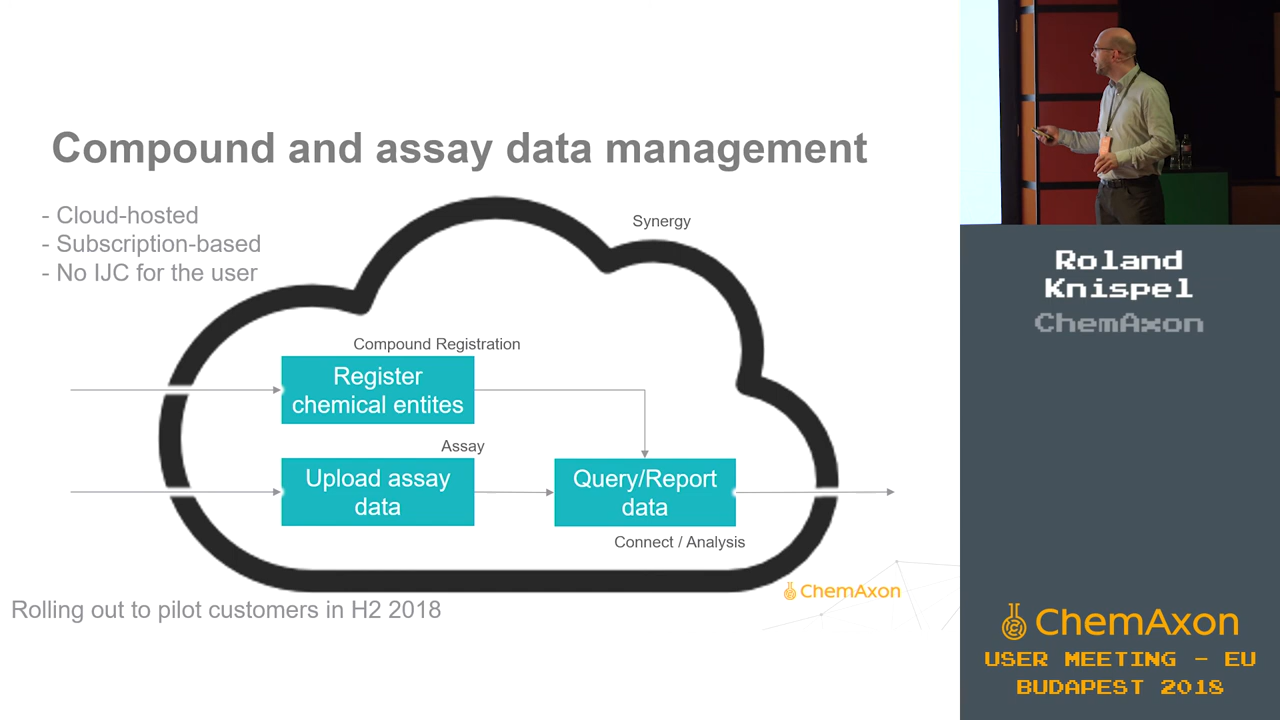 Compound and assay data management
- Cloud-hosted
- Subscription-based
- No IJC for the user
Synergy
Compound Registration
Register
chemical entites
Assay
Upload assay
data
Query/Report
data
Connect / Analysis
ChemAxon
Rolling out to pilot customers in H2 2018
Roland
Knispel
ChemAxon
ChemAxon
USER MEETING - EU
BUDAPEST 2018